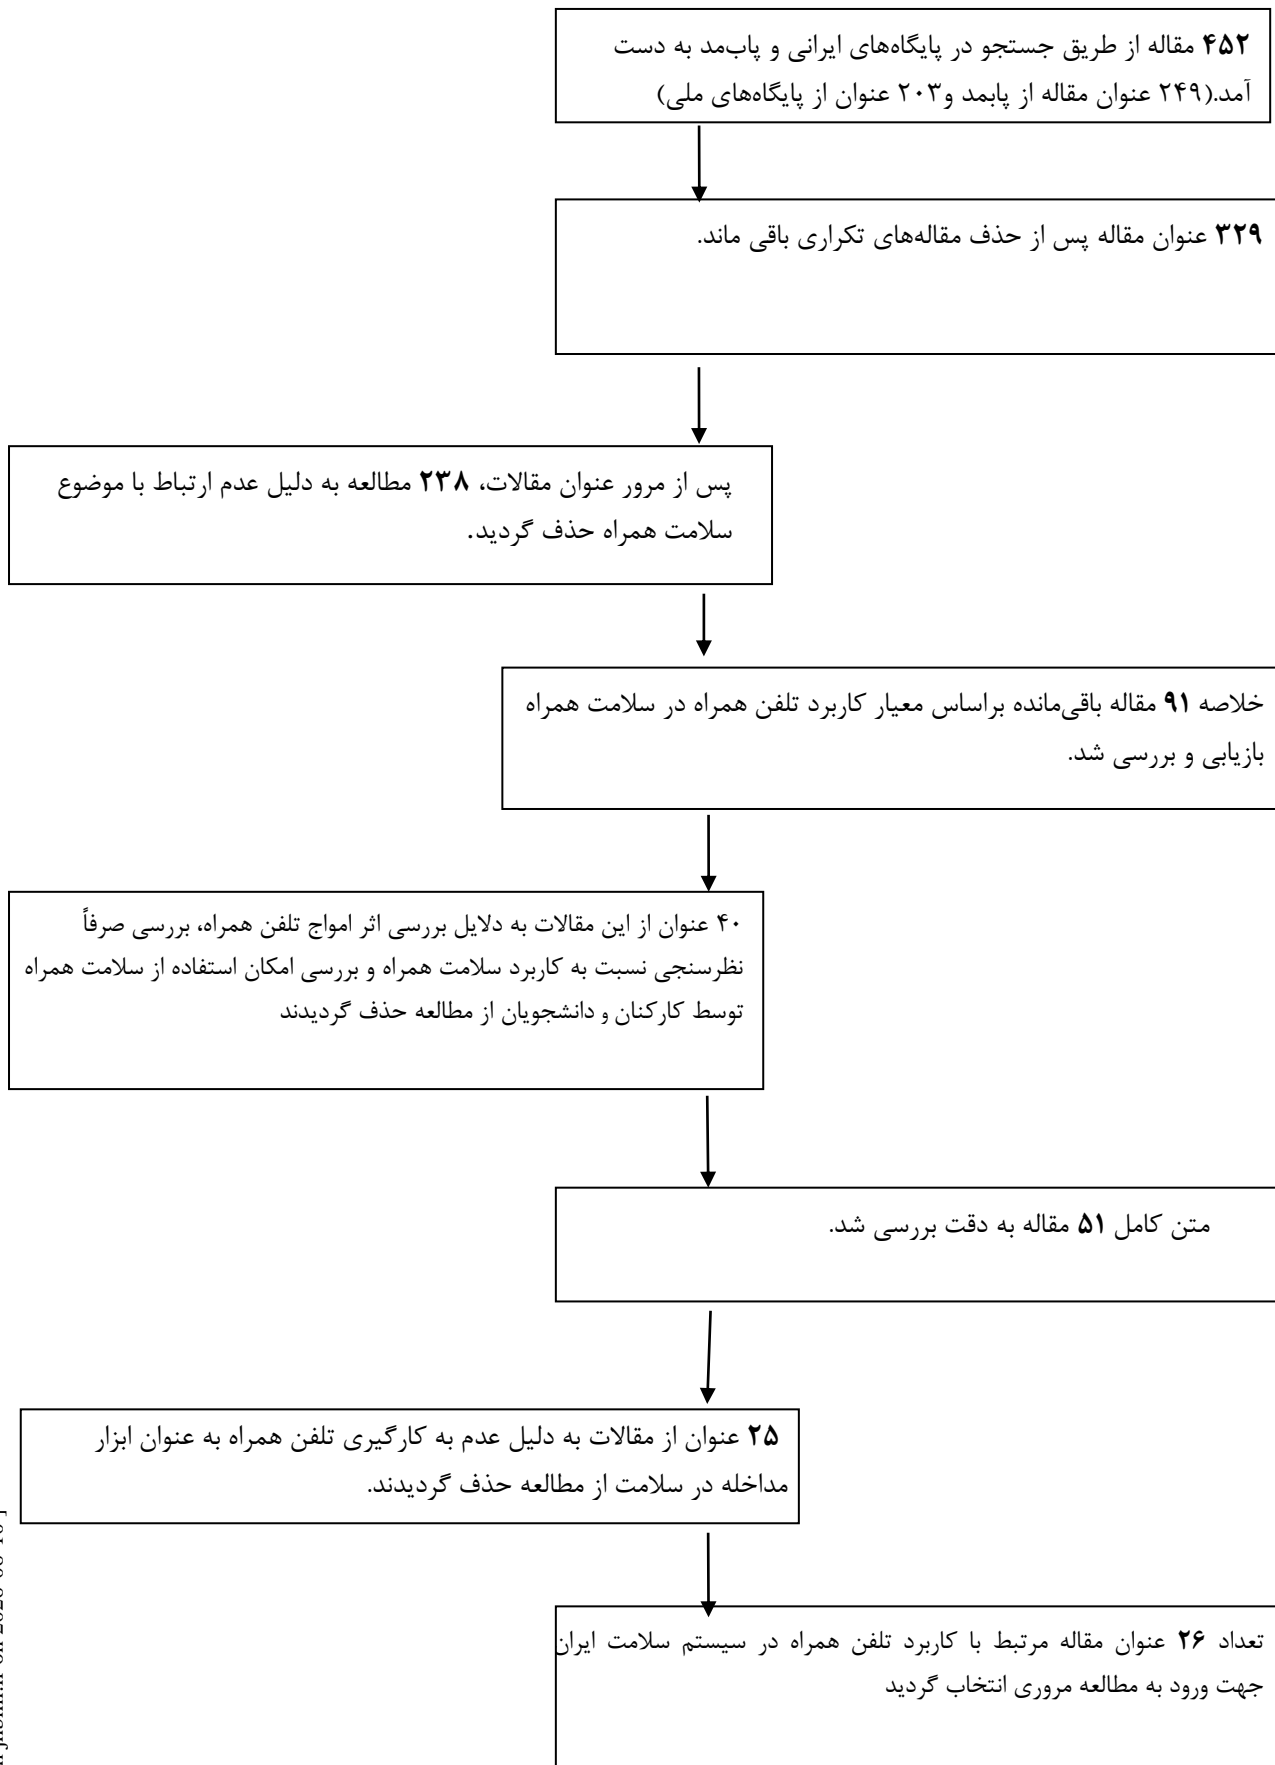 ۴۵۲ مقاله از طریق جستجو در پایگاه‌های ایرانی و پاب‌مد به دست
آمد.(۲۴۹ عنوان مقاله از پابمد و۲۰۳ عنوان از پایگاه‌های ملی)
۳۲۹ عنوان مقاله پس از حذف مقاله‌های تکراری باقی ماند.
پس از مرور عنوان مقالات، ۲۳۸ مطالعه به دلیل عدم ارتباط با موضوع
سلامت همراه حذف گردید.
خلاصه ۹۱ مقاله باقی‌مانده براساس معیار کاربرد تلفن همراه در سلامت همراه
بازیابی و بررسی شد.
۴۰ عنوان از این مقالات به دلایل بررسی اثر امواج تلفن همراه، بررسی صرفاً
نظرسنجی نسبت به کاربرد سلامت همراه و بررسی امکان استفاده از سلامت همراه
توسط کارکنان و دانشجویان از مطالعه حذف گردیدند
متن کامل ۵۱ مقاله به دقت بررسی شد.
۲۵ عنوان از مقالات به دلیل عدم به کارگیری تلفن همراه به عنوان ابزار
مداخله در سلامت از مطالعه حذف گردیدند.
تعداد ۲۶ عنوان مقاله مرتبط با کاربرد تلفن همراه در سیستم سلامت ایران
جهت ورود به مطالعه مروری انتخاب گردید